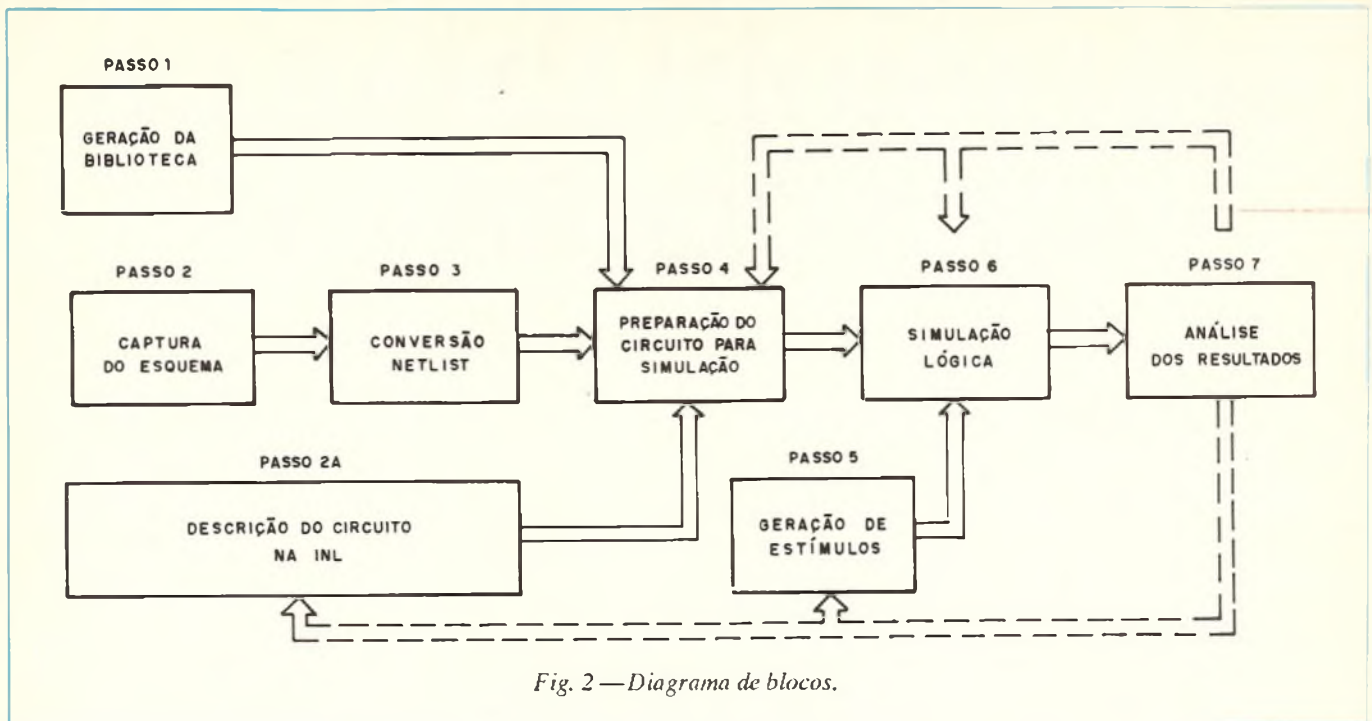 PASSO 1
GERAÇÃO DA
BIBLIOTECA
PASSO 2
CAPTURA
DO ESQUEMA
PASSO 3
CONVERSÃO
NETLIST
PASSO 4
PREPARAÇÃO DO
CIRCUITO PARA
SIMULAÇÃO
PASSO 6
SIMULAÇÃO
LÓGICA
PASSO 7
ANÁLISE
DOS RESULTADOS
PASSO 2A
DESCRIÇÃO DO CIRCUITO
NA INL
PASSO 5
GERAÇÃO DE
ESTÍMULOS
Fig. 2 — Diagrama de blocos.